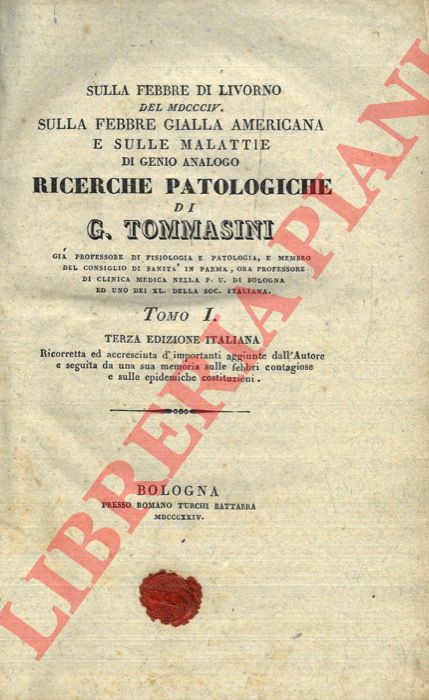 SULLA FEBBRE DI LIVORNO
DEL MDCCCIV.
SULLA FEBBRE GIALLA AMERICANA
E SULLE MALATTIE
DI GENIO ANALOGO
RICERCHE PATOLOGICHE
DI
G. TOMMASINI
GIÁ PROFESSORE DI FISIOLOGIA E PATOLOGIA, E MEMBRO
DEL CONSIGLIO DI SANITA' IN PARMA, ORA PROFESSORE
DI CLINICA MEDICA NELLA P. U. DI BOLOGNA
ED UNO DEI XL. DELLA SOC. ITALIANA.
TOMO I.
TERZA EDIZIONE ITALIANA
Ricorretta ed accresciuta d'importanti aggiunte dall'Autore
e seguita da una sua memoria sulle febbri contagiose
e sulle epidemiche costituzioni.
BOLOGNA
PRESSO ROMANO TURCHI BATTARRA
MDCCCXXIV.
LIBRERIA PIANI